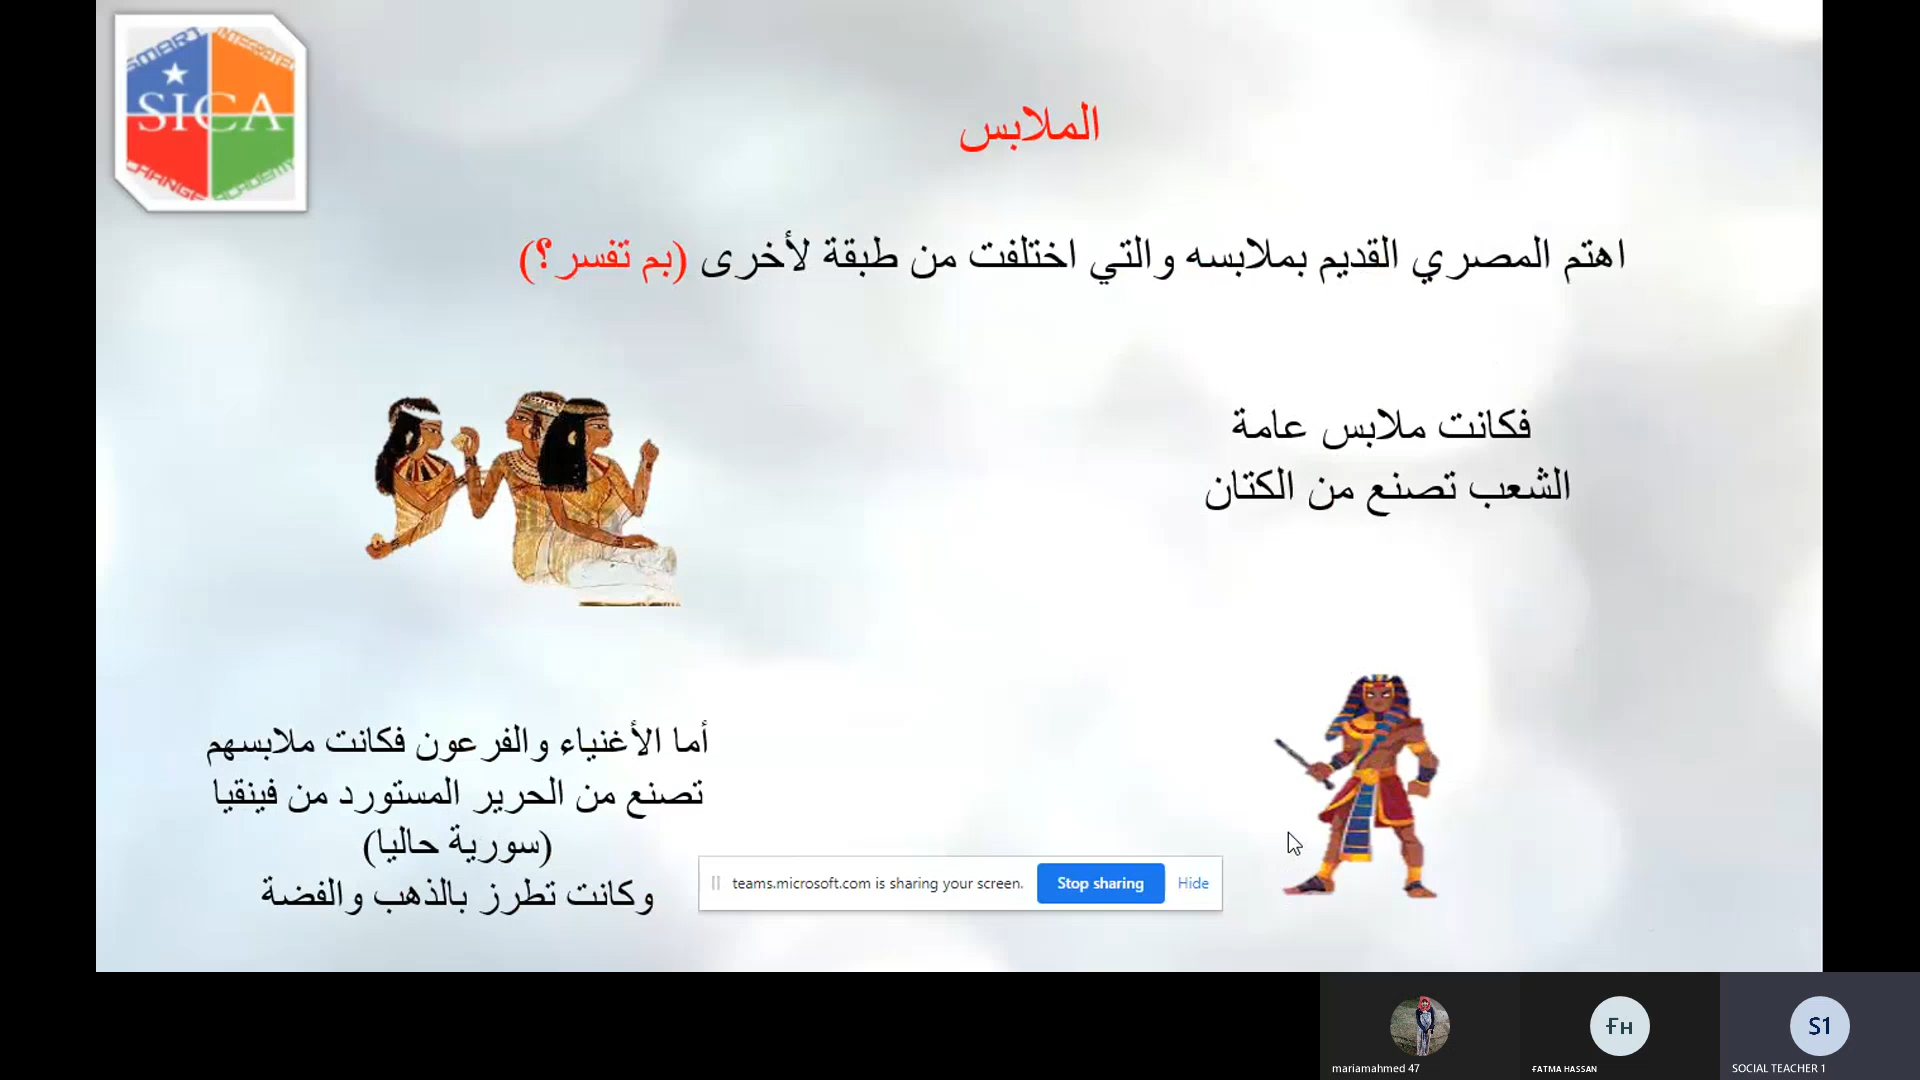 SMART INTEGRATED
SICA
CHANGE ACADEMY
الملابس
اهتم المصري القديم بملابسه والتي اختلفت من طبقة لأخرى (بم تفسر؟)
فكانت ملابس عامة
الشعب تصنع من الكتان
أما الأغنياء والفرعون فكانت ملابسهم
تصنع من الحرير المستورد من فينقيا
(سورية حاليا)
وكانت تطرز بالذهب والفضة
teams.microsoft.com is sharing your screen.
Stop sharing
Hide
mariamahmed 47
FH
FATMA HASSAN
S1
SOCIAL TEACHER 1